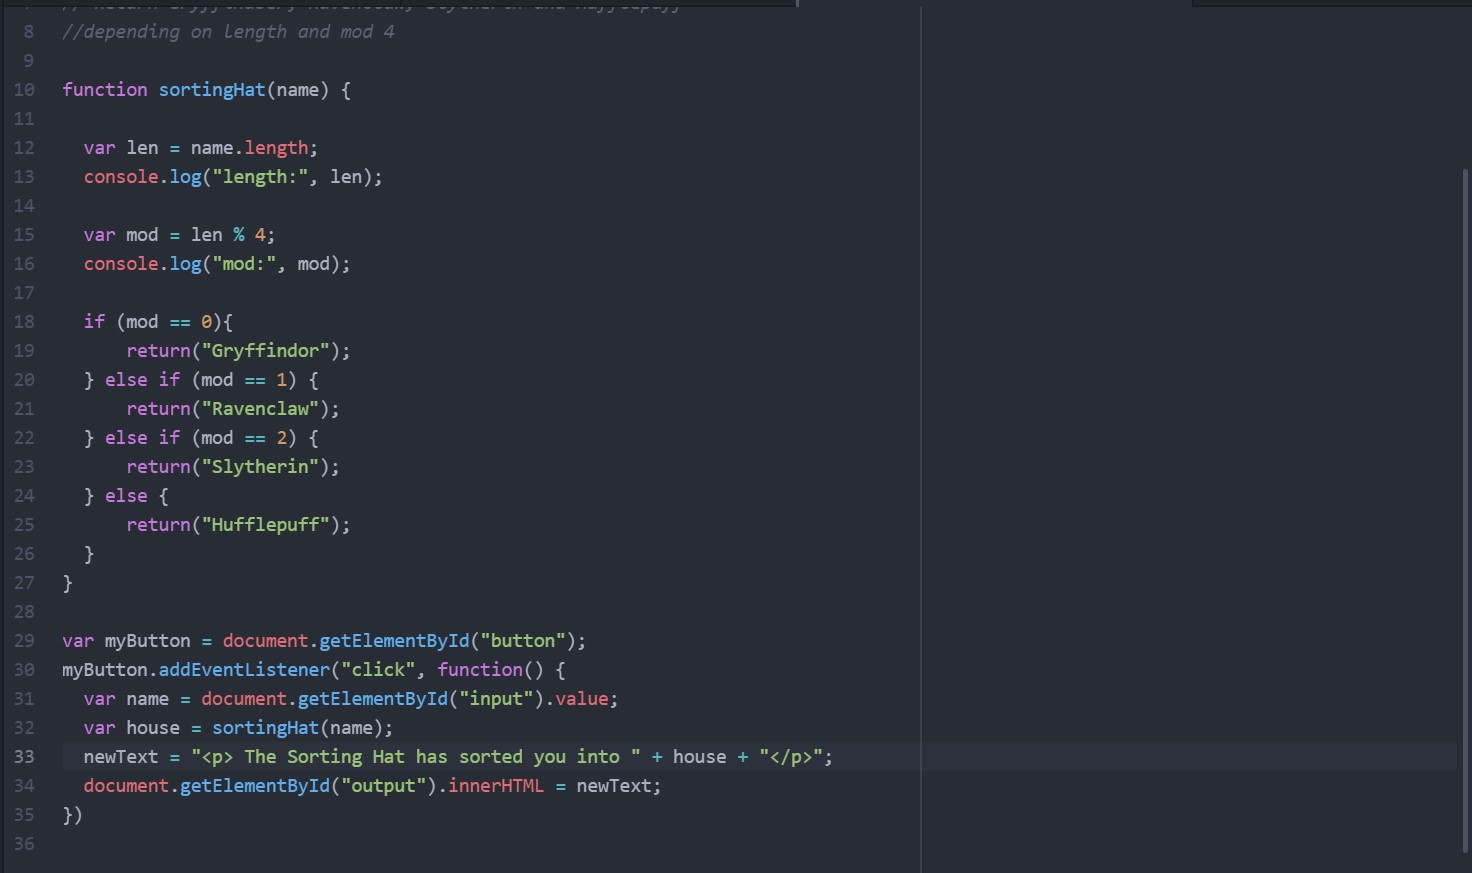 8 //depending on length and mod 4
9
10 function sortingHat(name) {
11
12   var len = name.length;
13   console.log("length:", len);
14
15   var mod = len % 4;
16   console.log("mod:", mod);
17
18   if (mod == 0){
19       return("Gryffindor");
20   } else if (mod == 1) {
21       return("Ravenclaw");
22   } else if (mod == 2) {
23       return("Slytherin");
24   } else {
25       return("Hufflepuff");
26   }
27 }
28
29 var myButton = document.getElementById("button");
30 myButton.addEventListener("click", function() {
31   var name = document.getElementById("input").value;
32   var house = sortingHat(name);
33   newText = "<p> The Sorting Hat has sorted you into " + house + "</p>";
34   document.getElementById("output").innerHTML = newText;
35 })
36